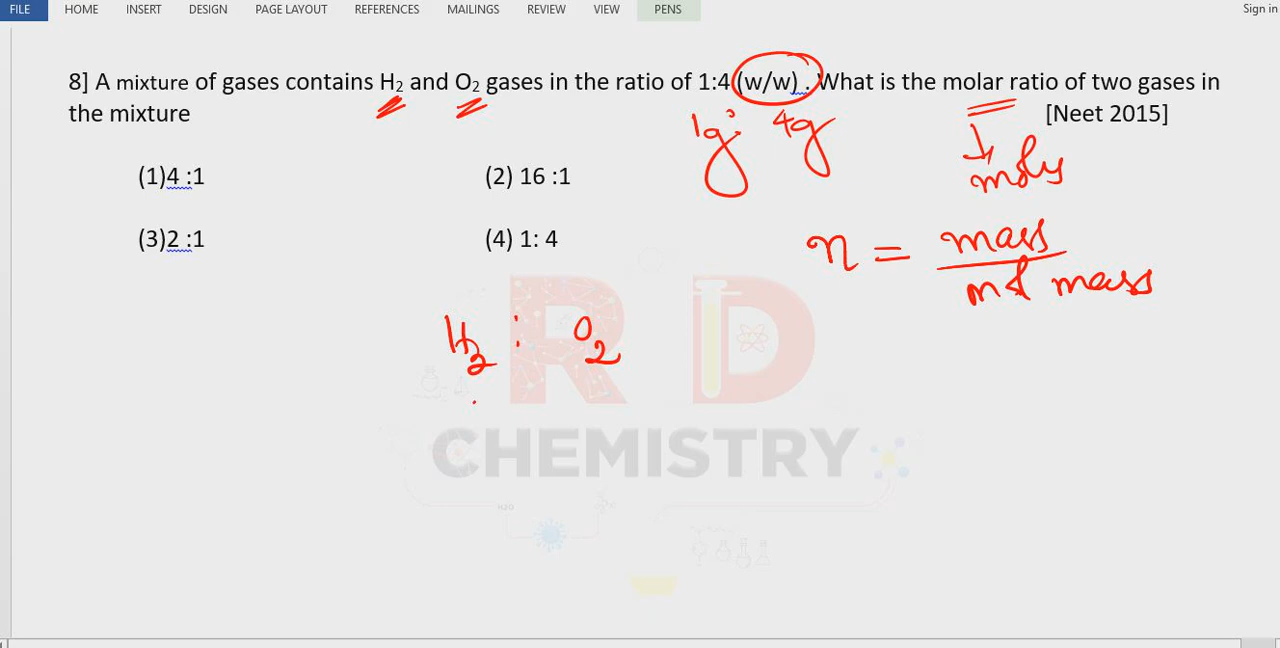 FILE HOME INSERT DESIGN PAGE LAYOUT REFERENCES MAILINGS REVIEW VIEW PENS Sign in
8] A mixture of gases contains H2 and O2 gases in the ratio of 1:4 (w/w) . What is the molar ratio of two gases in
the mixture [Neet 2015]
1g : 4g
moles
(1)4 :1 (2) 16 :1
(3)2 :1 (4) 1: 4
n = mass
mol mass
H2 : O2
RD
CHEMISTRY
H2O